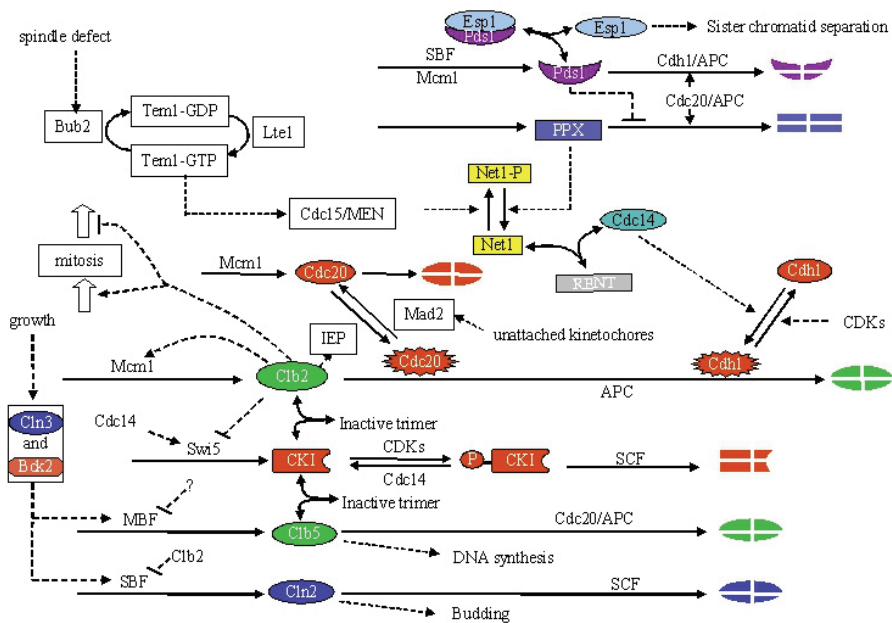 Esp1
Pds1
Esp1
Sister chromatid separation
spindle defect
SBF
Mcm1
Pds1
Cdh1/APC
Cdc20/APC
Bub2
Tem1-GDP
Lte1
Tem1-GTP
PPX
Net1-P
Cdc15/MEN
Net1
Cdc14
RENT
mitosis
Mcm1
Cdc20
Cdh1
Mad2
unattached kinetochores
CDKs
growth
IEP
Cdc20
Cdh1
Mcm1
Clb2
APC
Cln3
and
Bck2
Cdc14
Swi5
Inactive trimer
CKI
CDKs
Cdc14
P
CKI
SCF
?
MBF
Inactive trimer
Clb5
Cdc20/APC
DNA synthesis
Clb2
SBF
Cln2
SCF
Budding